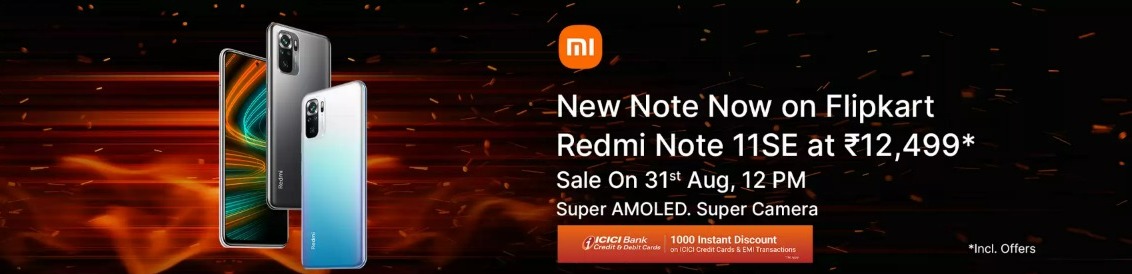 mi
New Note Now on Flipkart
Redmi Note 11SE at ₹12,499*
Sale On 31st Aug, 12 PM
Super AMOLED. Super Camera
ICICI Bank
Credit & Debit Cards
1000 Instant Discount
on ICICI Credit Cards & EMI Transactions
*Incl. Offers
Redmi
Redmi